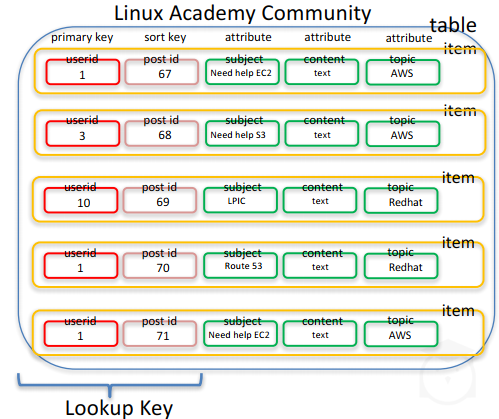 Linux Academy Community
table
primary key sort key attribute attribute attribute
item
userid post id subject content topic
1 67 Need help EC2 text AWS
item
userid post id subject content topic
3 68 Need help S3 text AWS
item
userid post id subject content topic
10 69 LPIC text Redhat
item
userid post id subject content topic
1 70 Route 53 text Redhat
item
userid post id subject content topic
1 71 Need help EC2 text AWS
Lookup Key